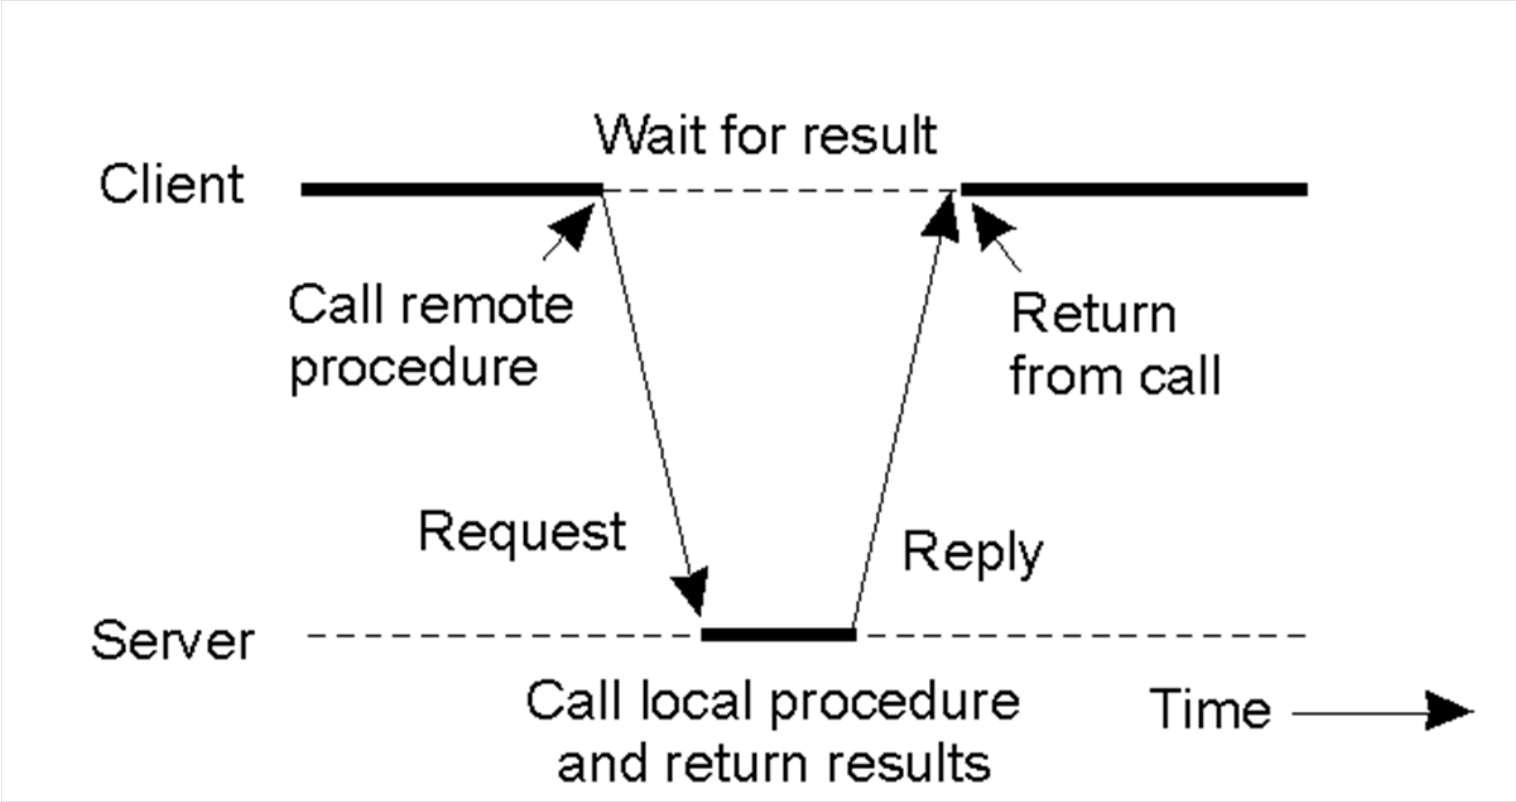 Wait for result
Client
Call remote
procedure
Return
from call
Request
Reply
Server
Call local procedure
and return results
Time